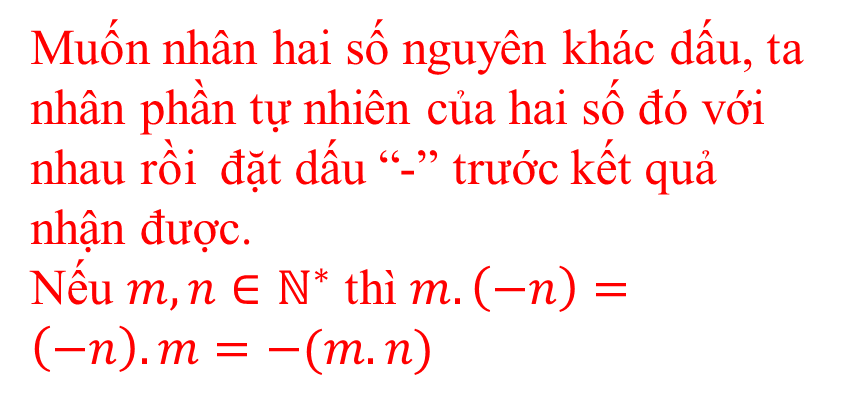 Muốn nhân hai số nguyên khác dấu, ta
nhân phần tự nhiên của hai số đó với
nhau rồi đặt dấu “-” trước kết quả
nhận được.
Nếu m, n ∈ ℕ* thì m. (−n) =
(−n). m = −(m. n)